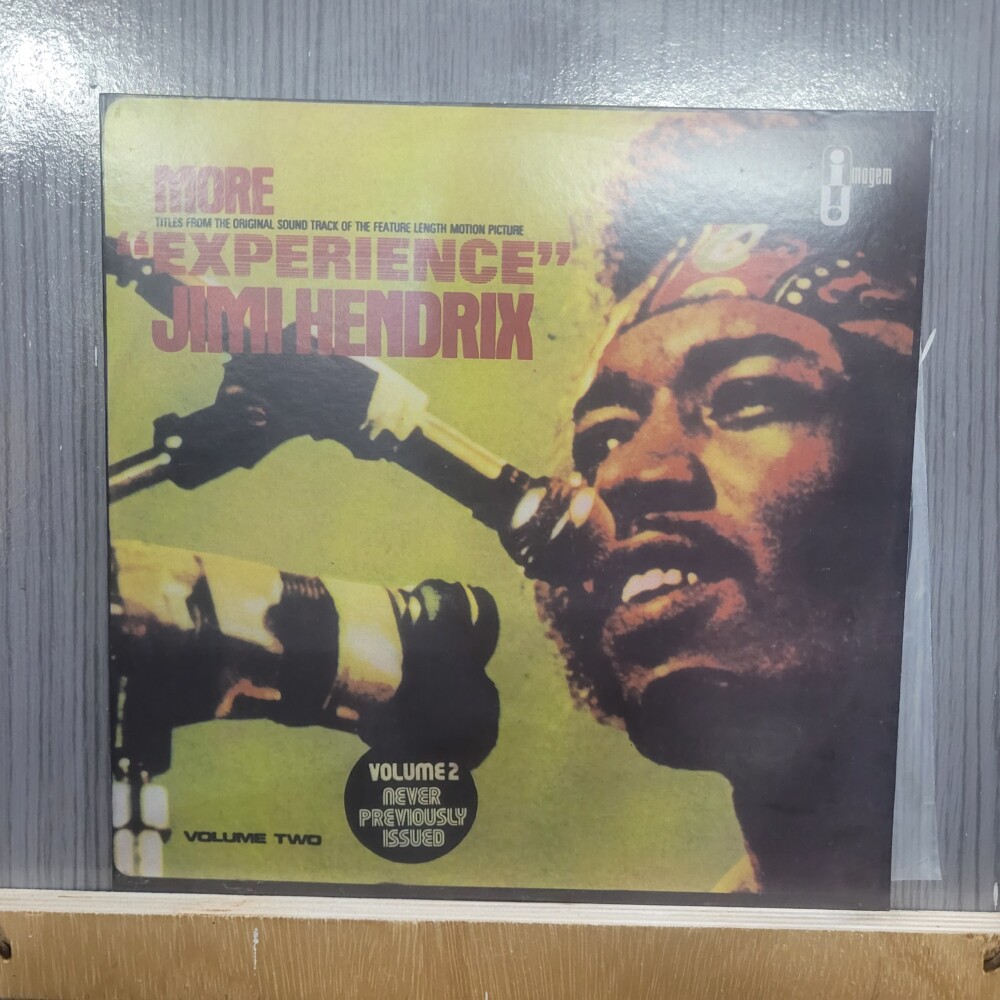 MORE
TITLES FROM THE ORIGINAL SOUND TRACK OF THE FEATURE LENGTH MOTION PICTURE
“EXPERIENCE”
JIMI HENDRIX
imagem
VOLUME 2
NEVER
PREVIOUSLY
ISSUED
VOLUME TWO